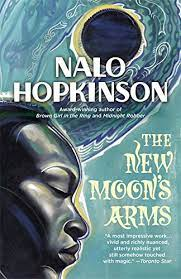 NALO
HOPKINSON
Award-winning author of
Brown Girl in the Ring and Midnight Robber
THE
NEW
MOON'S
ARMS
"A most impressive work...
vivid and richly nuanced,
utterly realistic yet
still somehow touched
with magic." —Toronto Star